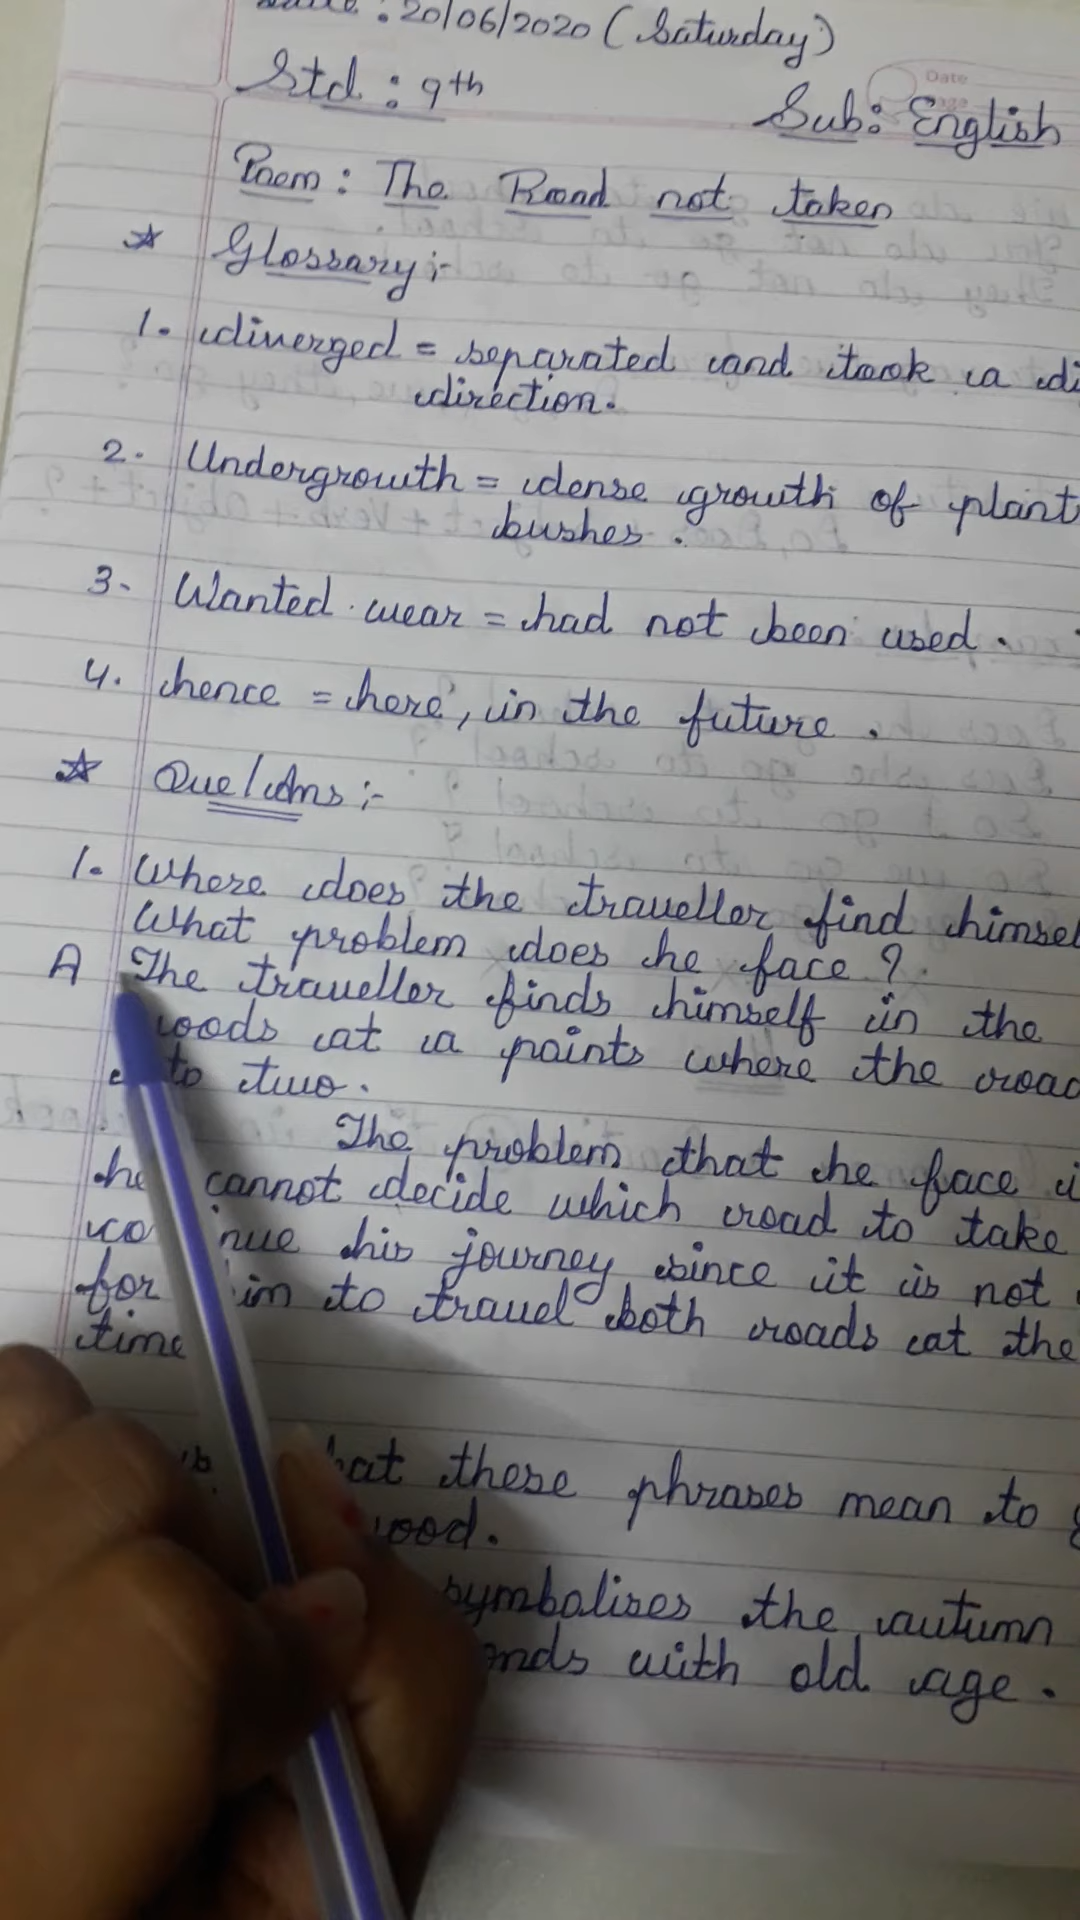 : 20/06/2020 (Saturday)
Std : 9th
Date
Sub: English
Poem : The Road not taken
☆ Glossary :-
1. diverged = separated and took a
direction.
2. Undergrowth = dense growth of plant
bushes .
3. Wanted wear = had not been used .
4. hence = here, in the future .
☆ Que/Ans :-
1. Where does the traveller find
What problem does he face ?
A The traveller finds himself in the
at a points where the road
two .
The problem that he face
cannot decide which road to take
his journey since it is not
for to travel both roads at the
time
these phrases mean to
symbolises the autumn
with old age .